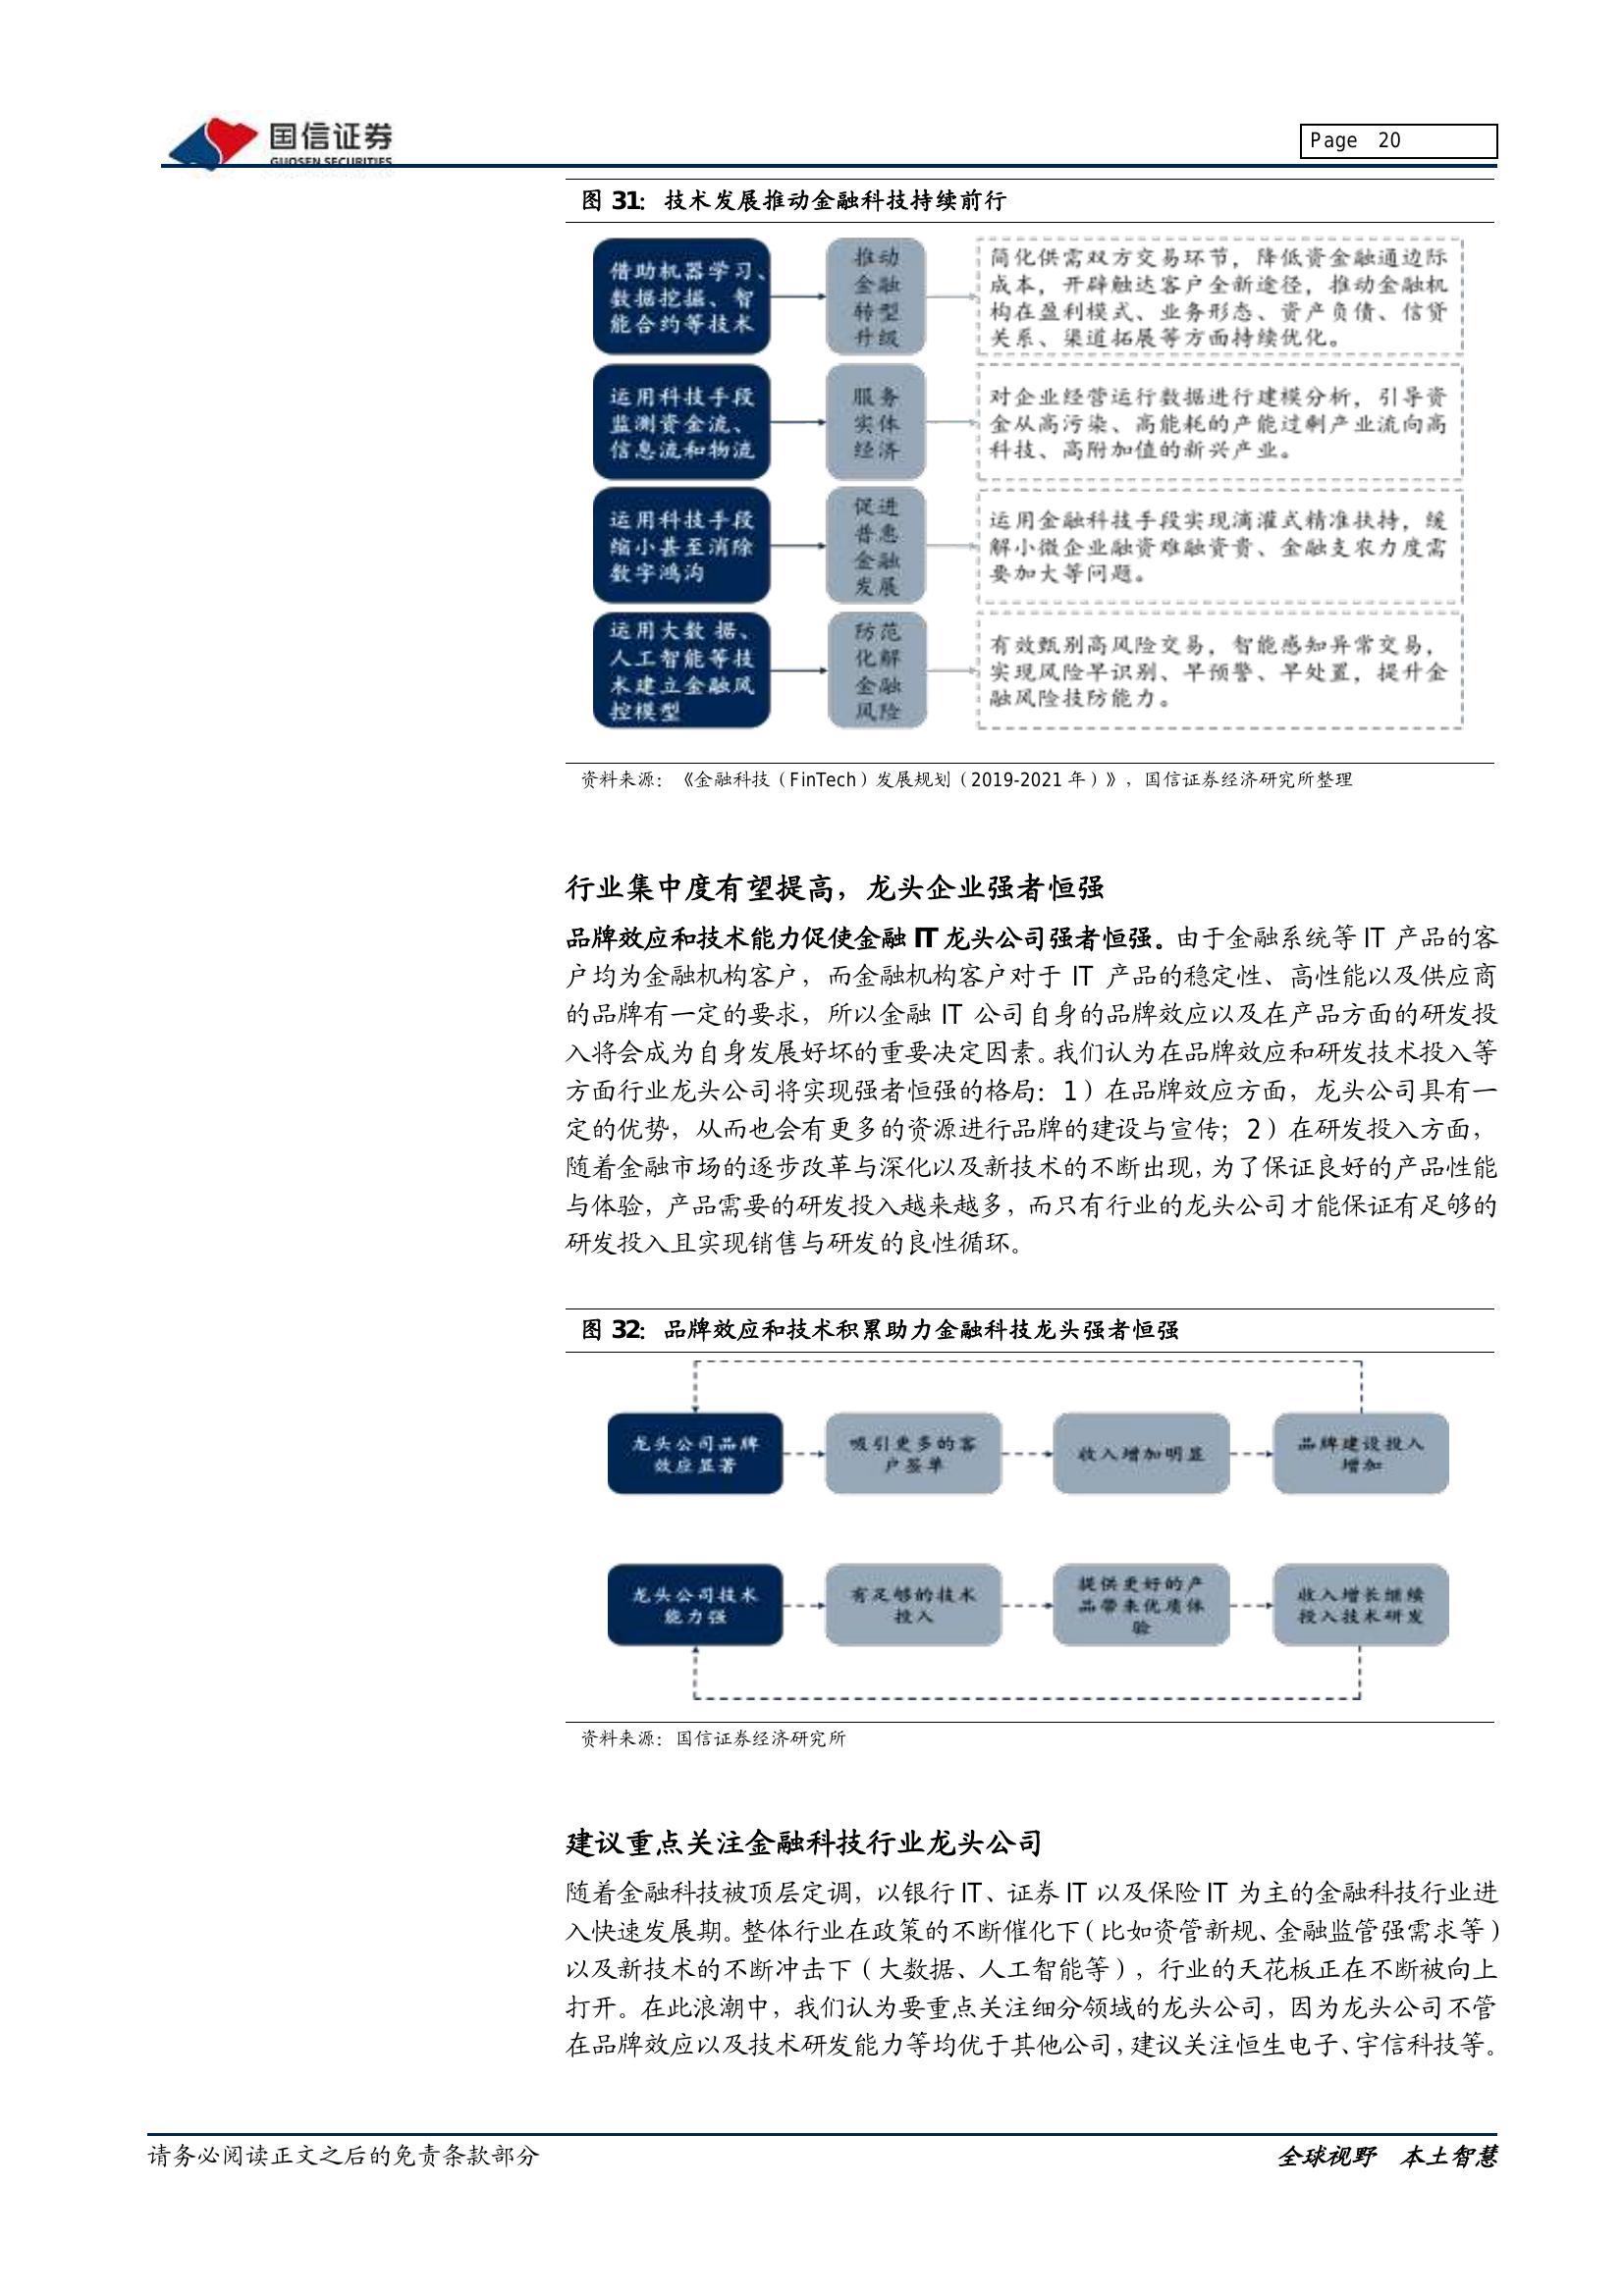 国信证券
GUOSEN SECURITIES
Page 20
图 31：技术发展推动金融科技持续前行
借助机器学习、
数据挖掘、智
能合约等技术
推动
金融
转型
升级
简化供需双方交易环节，降低资金融通边际
成本，开辟触达客户全新途径，推动金融机
构在盈利模式、业务形态、资产负债、信贷
关系、渠道拓展等方面持续优化。
运用科技手段
监测资金流、
信息流和物流
服务
实体
经济
对企业经营运行数据进行建模分析，引导资
金从高污染、高能耗的产能过剩产业流向高
科技、高附加值的新兴产业。
运用科技手段
缩小甚至消除
数字鸿沟
促进
普惠
金融
发展
运用金融科技手段实现滴灌式精准扶持，缓
解小微企业融资难融资贵、金融支农力度需
要加大等问题。
运用大数 据、
人工智能等技
术建立金融风
控模型
防范
化解
金融
风险
有效甄别高风险交易，智能感知异常交易，
实现风险早识别、早预警、早处置，提升金
融风险技防能力。
资料来源：《金融科技（FinTech）发展规划（2019-2021 年）》，国信证券经济研究所整理
行业集中度有望提高，龙头企业强者恒强
品牌效应和技术能力促使金融 IT 龙头公司强者恒强。由于金融系统等 IT 产品的客
户均为金融机构客户，而金融机构客户对于 IT 产品的稳定性、高性能以及供应商
的品牌有一定的要求，所以金融 IT 公司自身的品牌效应以及在产品方面的研发投
入将会成为自身发展好坏的重要决定因素。我们认为在品牌效应和研发技术投入等
方面行业龙头公司将实现强者恒强的格局：1）在品牌效应方面，龙头公司具有一
定的优势，从而也会有更多的资源进行品牌的建设与宣传；2）在研发投入方面，
随着金融市场的逐步改革与深化以及新技术的不断出现，为了保证良好的产品性能
与体验，产品需要的研发投入越来越多，而只有行业的龙头公司才能保证有足够的
研发投入且实现销售与研发的良性循环。
图 32：品牌效应和技术积累助力金融科技龙头强者恒强
龙头公司品牌
效应显著
吸引更多的客
户签单
收入增加明显
品牌建设投入
增加
龙头公司技术
能力强
有足够的技术
投入
提供更好的产
品带来优质体
验
收入增长继续
投入技术研发
资料来源：国信证券经济研究所
建议重点关注金融科技行业龙头公司
随着金融科技被顶层定调，以银行 IT、证券 IT 以及保险 IT 为主的金融科技行业进
入快速发展期。整体行业在政策的不断催化下（比如资管新规、金融监管强需求等）
以及新技术的不断冲击下（大数据、人工智能等），行业的天花板正在不断被向上
打开。在此浪潮中，我们认为要重点关注细分领域的龙头公司，因为龙头公司不管
在品牌效应以及技术研发能力等均优于其他公司，建议关注恒生电子、宇信科技等。
请务必阅读正文之后的免责条款部分
全球视野 本土智慧